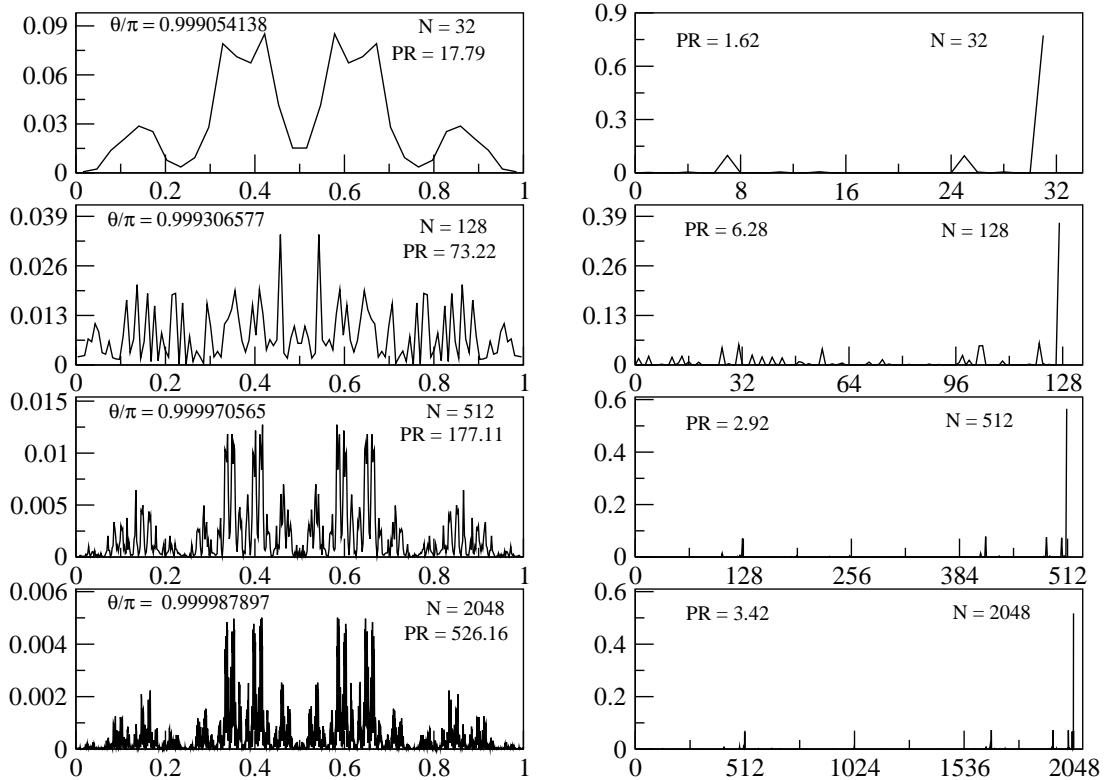 θ/π = 0.999054138
N = 32
PR = 17.79
0.09
0.06
0.03
0
0 0.2 0.4 0.6 0.8 1
PR = 1.62
N = 32
0.9
0.6
0.3
0
0 8 16 24 32
θ/π = 0.999306577
N = 128
PR = 73.22
0.039
0.026
0.013
0
0 0.2 0.4 0.6 0.8 1
PR = 6.28
N = 128
0.39
0.26
0.13
0
0 32 64 96 128
θ/π = 0.999970565
N = 512
PR = 177.11
0.015
0.01
0.005
0
0 0.2 0.4 0.6 0.8 1
PR = 2.92
N = 512
0.6
0.4
0.2
0
0 128 256 384 512
θ/π = 0.999987897
N = 2048
PR = 526.16
0.006
0.004
0.002
0
0 0.2 0.4 0.6 0.8 1
PR = 3.42
N = 2048
0.6
0.4
0.2
0
0 512 1024 1536 2048